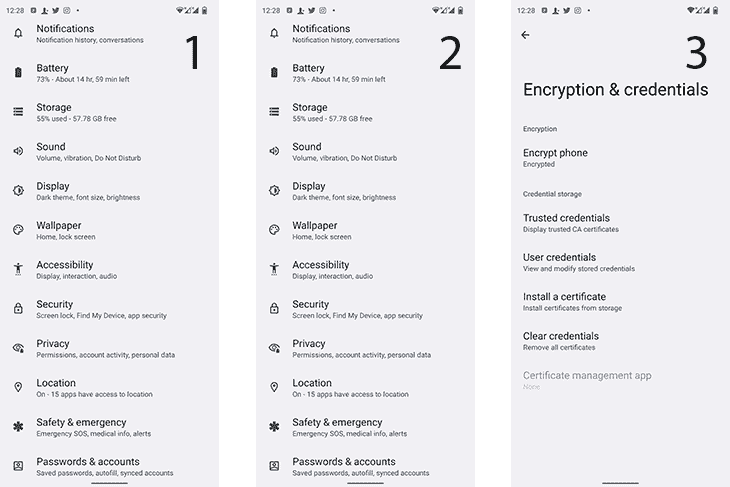 12:28
1
Notifications
Notification history, conversations
Battery
73% - About 14 hr, 59 min left
Storage
55% used - 57.78 GB free
Sound
Volume, vibration, Do Not Disturb
Display
Dark theme, font size, brightness
Wallpaper
Home, lock screen
Accessibility
Display, interaction, audio
Security
Screen lock, Find My Device, app security
Privacy
Permissions, account activity, personal data
Location
On - 15 apps have access to location
Safety & emergency
Emergency SOS, medical info, alerts
Passwords & accounts
Saved passwords, autofill, synced accounts
12:28
2
Notifications
Notification history, conversations
Battery
73% - About 14 hr, 59 min left
Storage
55% used - 57.78 GB free
Sound
Volume, vibration, Do Not Disturb
Display
Dark theme, font size, brightness
Wallpaper
Home, lock screen
Accessibility
Display, interaction, audio
Security
Screen lock, Find My Device, app security
Privacy
Permissions, account activity, personal data
Location
On - 15 apps have access to location
Safety & emergency
Emergency SOS, medical info, alerts
Passwords & accounts
Saved passwords, autofill, synced accounts
12:28
3
Encryption & credentials
Encryption
Encrypt phone
Encrypted
Credential storage
Trusted credentials
Display trusted CA certificates
User credentials
View and modify stored credentials
Install a certificate
Install certificates from storage
Clear credentials
Remove all certificates
Certificate management app
None